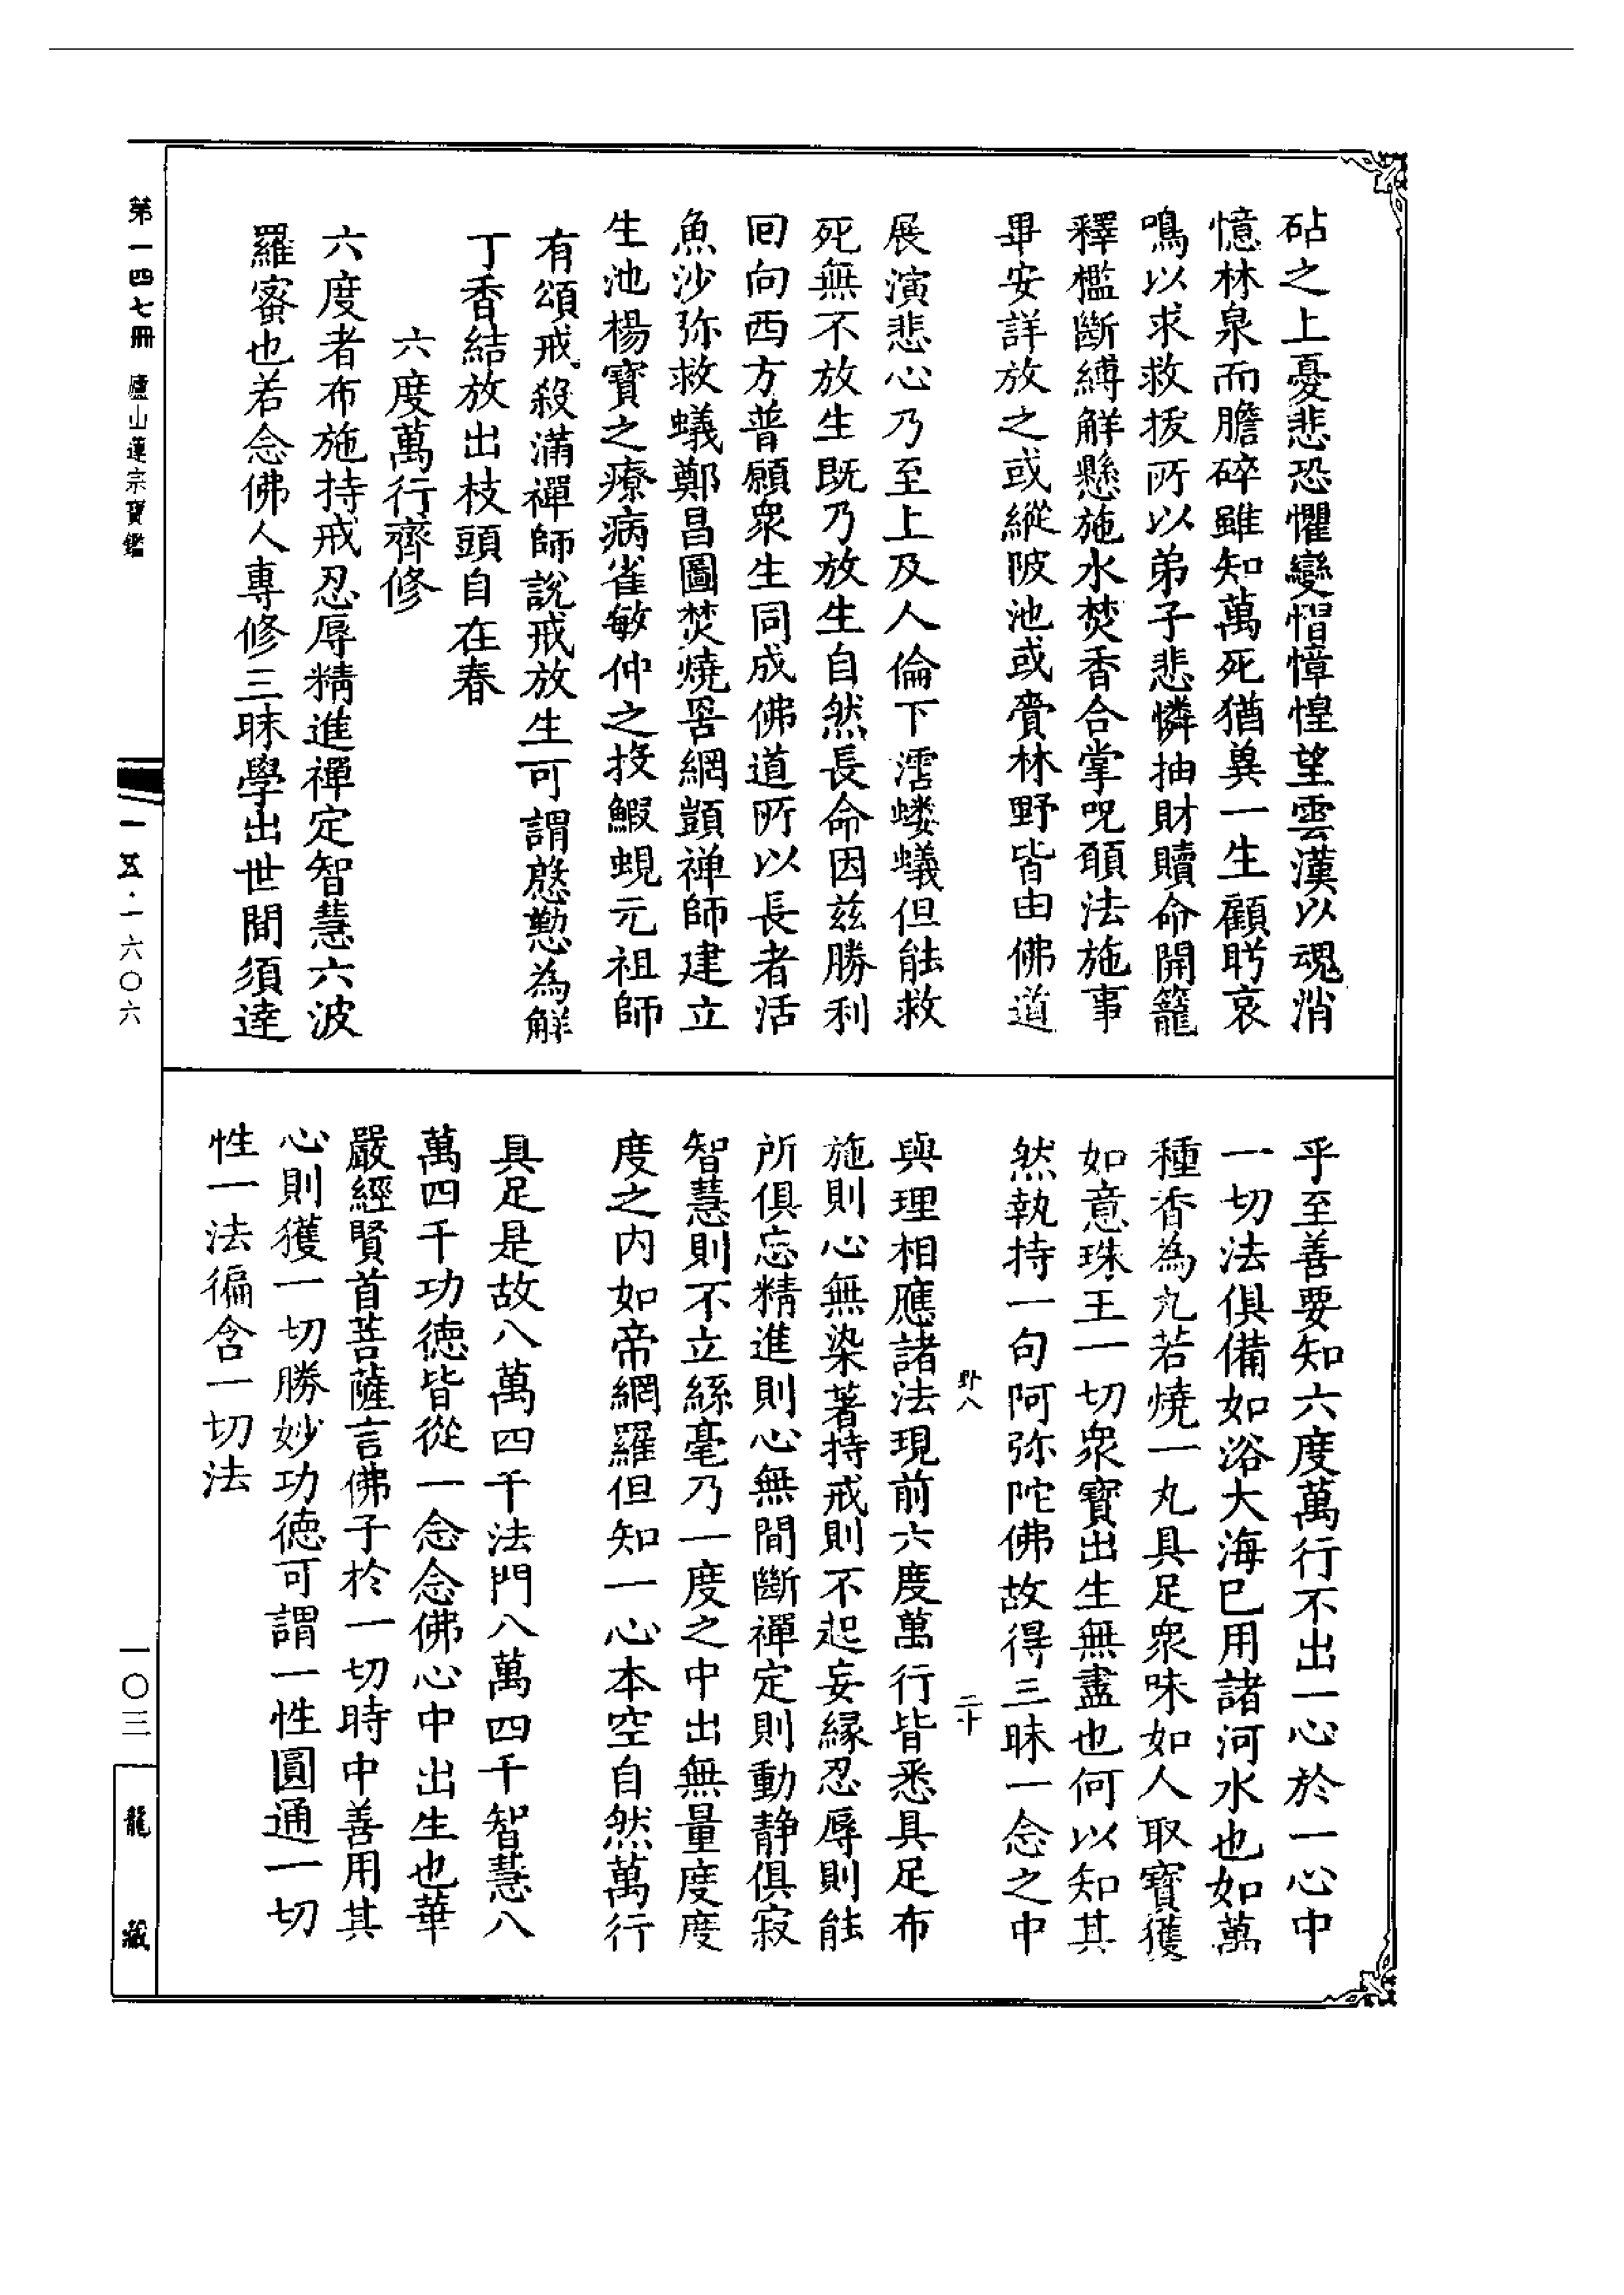 砧之上憂悲恐懼變慴慞惶望雲漢以魂消
憶林泉而膽碎雖知萬死猶冀一生顧眄哀
鳴以求救拔所以弟子悲憐抽財贖命開籠
釋檻斷縛解懸施水焚香合掌呪願法施事
畢安詳放之或縱陂池或賫林野皆由佛道
展演悲心乃至上及人倫下霑螻蟻但能救
死無不放生既乃放生自然長命因兹勝利
回向西方普願衆生同成佛道所以長者活
魚沙弥救蟻鄭昌圖焚燒罟網顗禅師建立
生池楊寳之療病雀敏仲之投鰕蜆元祖師
有頌戒殺滿禪師說戒放生可謂慇懃為解
丁香結放出枝頭自在春
六度萬行齊修
六度者布施持戒忍辱精進禪定智慧六波
羅蜜也若念佛人專修三昧學出世間須達
乎至善要知六度萬行不出一心於一心中
一切法俱備如浴大海已用諸河水也如萬
種香為丸若燒一丸具足衆味如人取寳獲
如意珠王一切衆寳出生無盡也何以知其
然執持一句阿弥陀佛故得三昧一念之中
野八
二十
與理相應諸法現前六度萬行皆悉具足布
施則心無染著持戒則不起妄緣忍辱則能
所俱忘精進則心無間斷禪定則動静俱寂
智慧則不立絲毫乃一度之中出無量度度
度之内如帝網羅但知一心本空自然萬行
具足是故八萬四千法門八萬四千智慧八
萬四千功德皆從一念念佛心中出生也華
嚴經賢首菩薩言佛子於一切時中善用其
心則獲一切勝妙功德可謂一性圓通一切
性一法徧含一切法
第一四七冊
廬山蓮宗寶鑑
一五·一六〇六
一〇三
龍藏